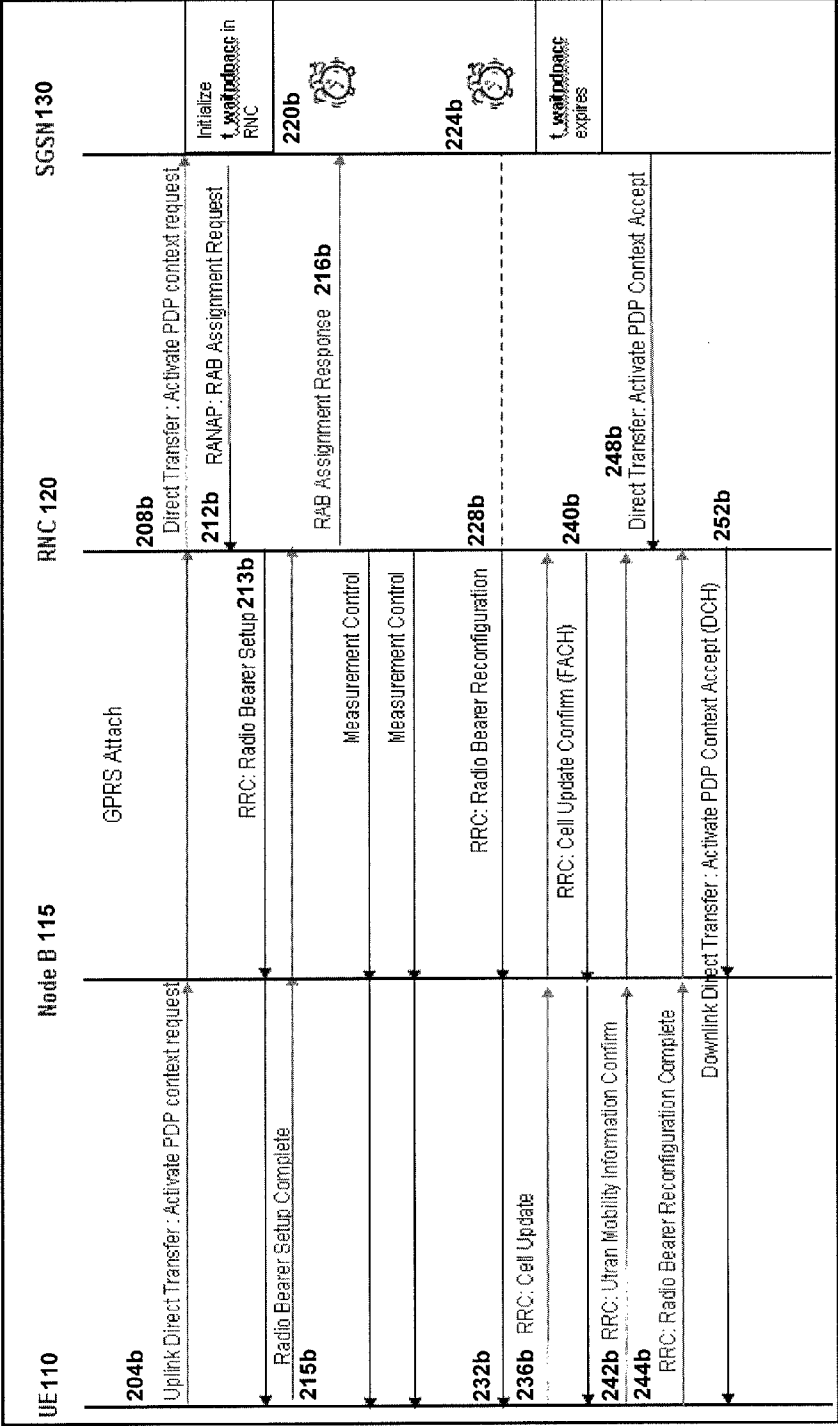 UE110
Node B 115
RNC 120
SGSN130
GPRS Attach
204b
Uplink Direct Transfer : Activate PDP context request
208b
Direct Transfer : Activate PDP context request
Initialize
t_waitpdpacc in
RNC
212b
RANAP: RAB Assignment Request
RRC: Radio Bearer Setup 213b
Radio Bearer Setup Complete
215b
220b
RAB Assignment Response 216b
Measurement Control
Measurement Control
224b
RRC: Radio Bearer Reconfiguration
228b
232b
t_waitpdpacc
expires
236b RRC: Cell Update
RRC: Cell Update Confirm (FACH)
240b
242b RRC: Utran Mobility Information Confirm
244b
RRC: Radio Bearer Reconfiguration Complete
248b
Direct Transfer: Activate PDP Context Accept
Downlink Direct Transfer : Activate PDP Context Accept (DCH)
252b